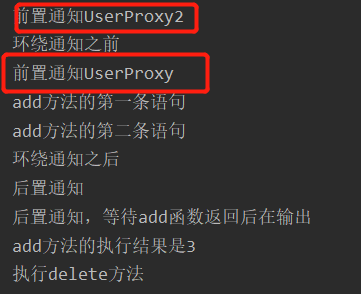 前置通知UserProxy2
环绕通知之前
前置通知UserProxy
add方法的第一条语句
add方法的第二条语句
环绕通知之后
后置通知
后置通知，等待add函数返回后在输出
add方法的执行结果是3
执行delete方法